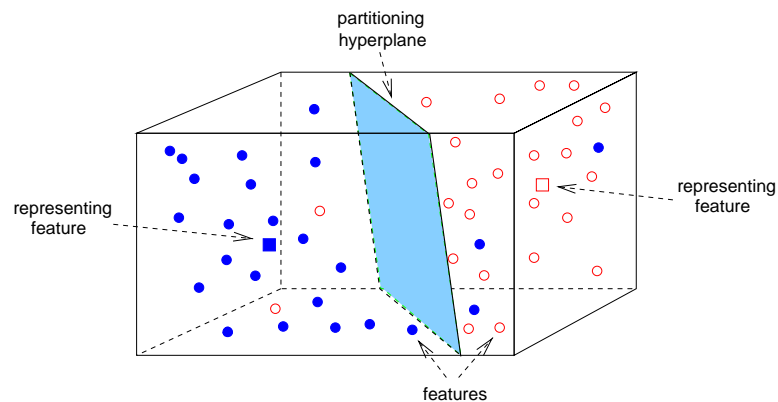 partitioning
hyperplane
representing
feature
representing
feature
features